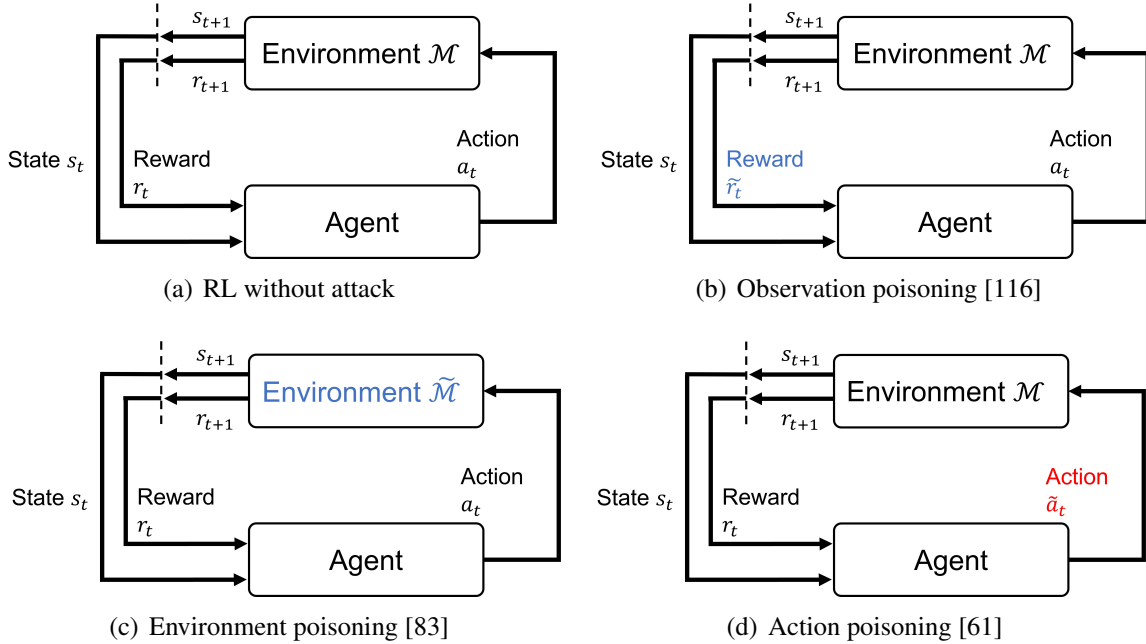 s_{t+1}
Environment ℳ
r_{t+1}
State s_t
Reward
r_t
Action
a_t
Agent
(a) RL without attack
s_{t+1}
Environment ℳ
r_{t+1}
State s_t
Reward
r̃_t
Action
a_t
Agent
(b) Observation poisoning [116]
s_{t+1}
Environment ℳ̃
r_{t+1}
State s_t
Reward
r_t
Action
a_t
Agent
(c) Environment poisoning [83]
s_{t+1}
Environment ℳ
r_{t+1}
State s_t
Reward
r_t
Action
ã_t
Agent
(d) Action poisoning [61]